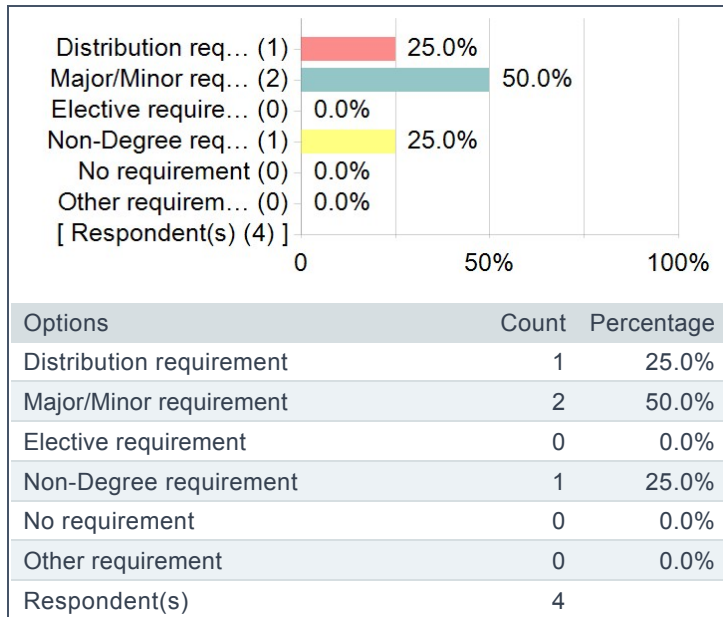 Distribution req… (1) 25.0%
Major/Minor req… (2) 50.0%
Elective require… (0) 0.0%
Non-Degree req… (1) 25.0%
No requirement (0) 0.0%
Other requirem… (0) 0.0%
[ Respondent(s) (4) ]
0 50% 100%
Options Count Percentage
Distribution requirement 1 25.0%
Major/Minor requirement 2 50.0%
Elective requirement 0 0.0%
Non-Degree requirement 1 25.0%
No requirement 0 0.0%
Other requirement 0 0.0%
Respondent(s) 4